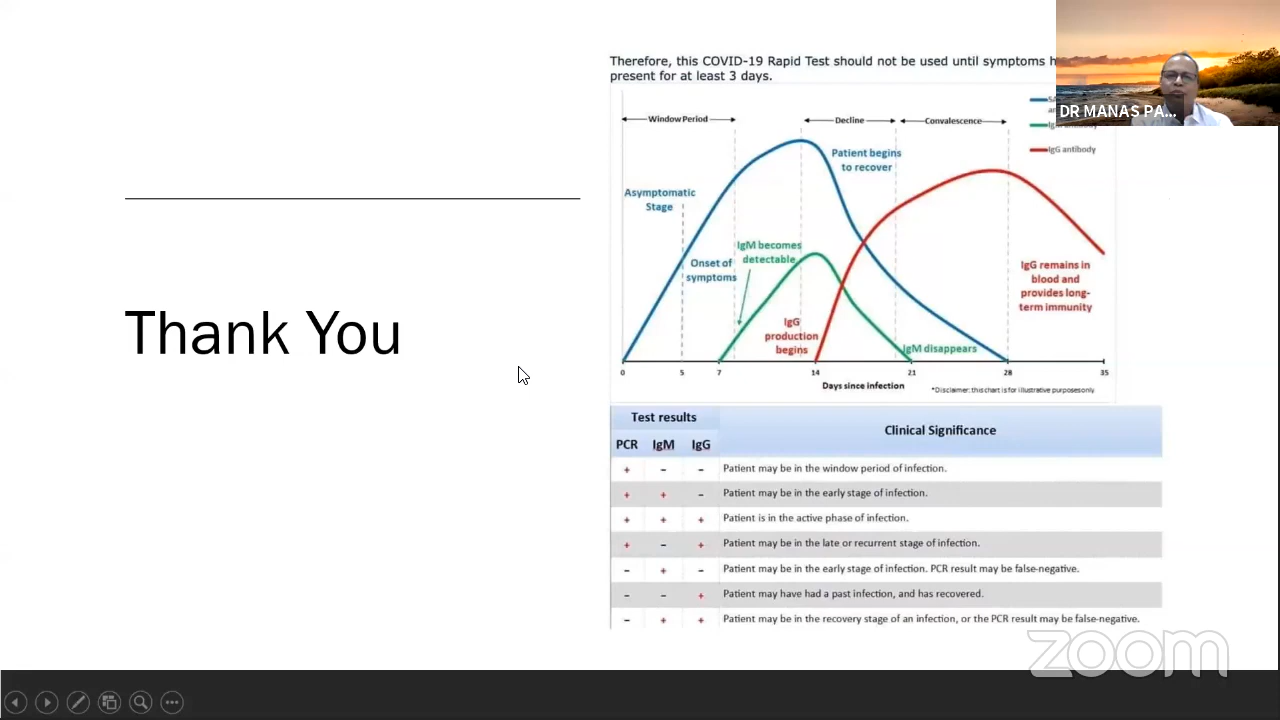 Thank You
Therefore, this COVID-19 Rapid Test should not be used until symptoms
present for at least 3 days.
DR MANAS PA...
Window Period
Decline
Convalescence
IgG antibody
Patient begins
to recover
Asymptomatic
Stage
IgM becomes
detectable
Onset of
symptoms
IgG remains in
blood and
provides long-
term immunity
IgG
production
begins
IgM disappears
0 5 7 14 21 28 35
Days since infection
*Disclaimer: this chart is for illustrative purposes only
Test results
Clinical Significance
PCR IgM IgG
+ – – Patient may be in the window period of infection.
+ + – Patient may be in the early stage of infection.
+ + + Patient is in the active phase of infection.
+ – + Patient may be in the late or recurrent stage of infection.
– + – Patient may be in the early stage of infection. PCR result may be false-negative.
– – + Patient may have had a past infection, and has recovered.
– + + Patient may be in the recovery stage of an infection, or the PCR result may be false-negative.
zoom